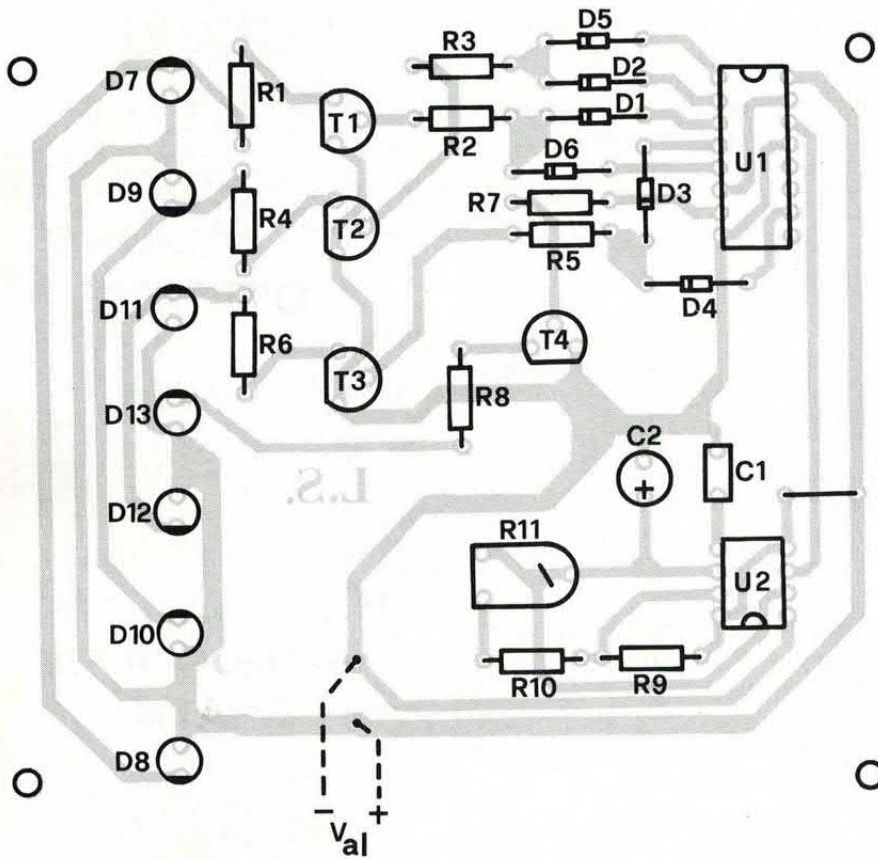 D5
D7
R3
D2
R1
D1
T1
R2
D6
U1
D9
R7
D3
R4
T2
R5
D11
D4
R6
T4
T3
R8
D13
C2
C1
L.S.
+
D12
R11
U2
D10
R10
R9
D8
- +
Val